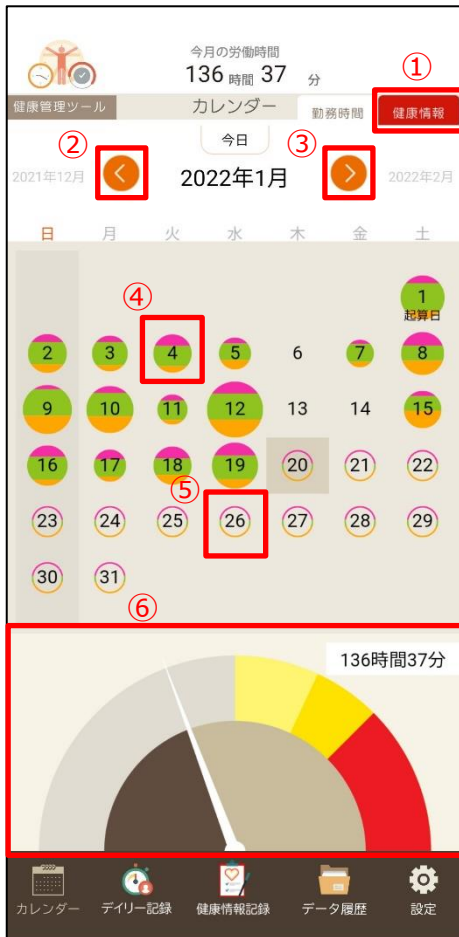 今月の労働時間
136 時間 37 分
①
健康管理ツール カレンダー 勤務時間 健康情報
② 今日 ③
2021年12月 2022年1月 2022年2月
日 月 火 水 木 金 土
④ 1
起算日
2 3 4 5 6 7 8
9 10 11 12 13 14 15
16 17 18 19 20 21 22
⑤
23 24 25 26 27 28 29
30 31
⑥
136時間37分
カレンダー デイリー記録 健康情報記録 データ履歴 設定